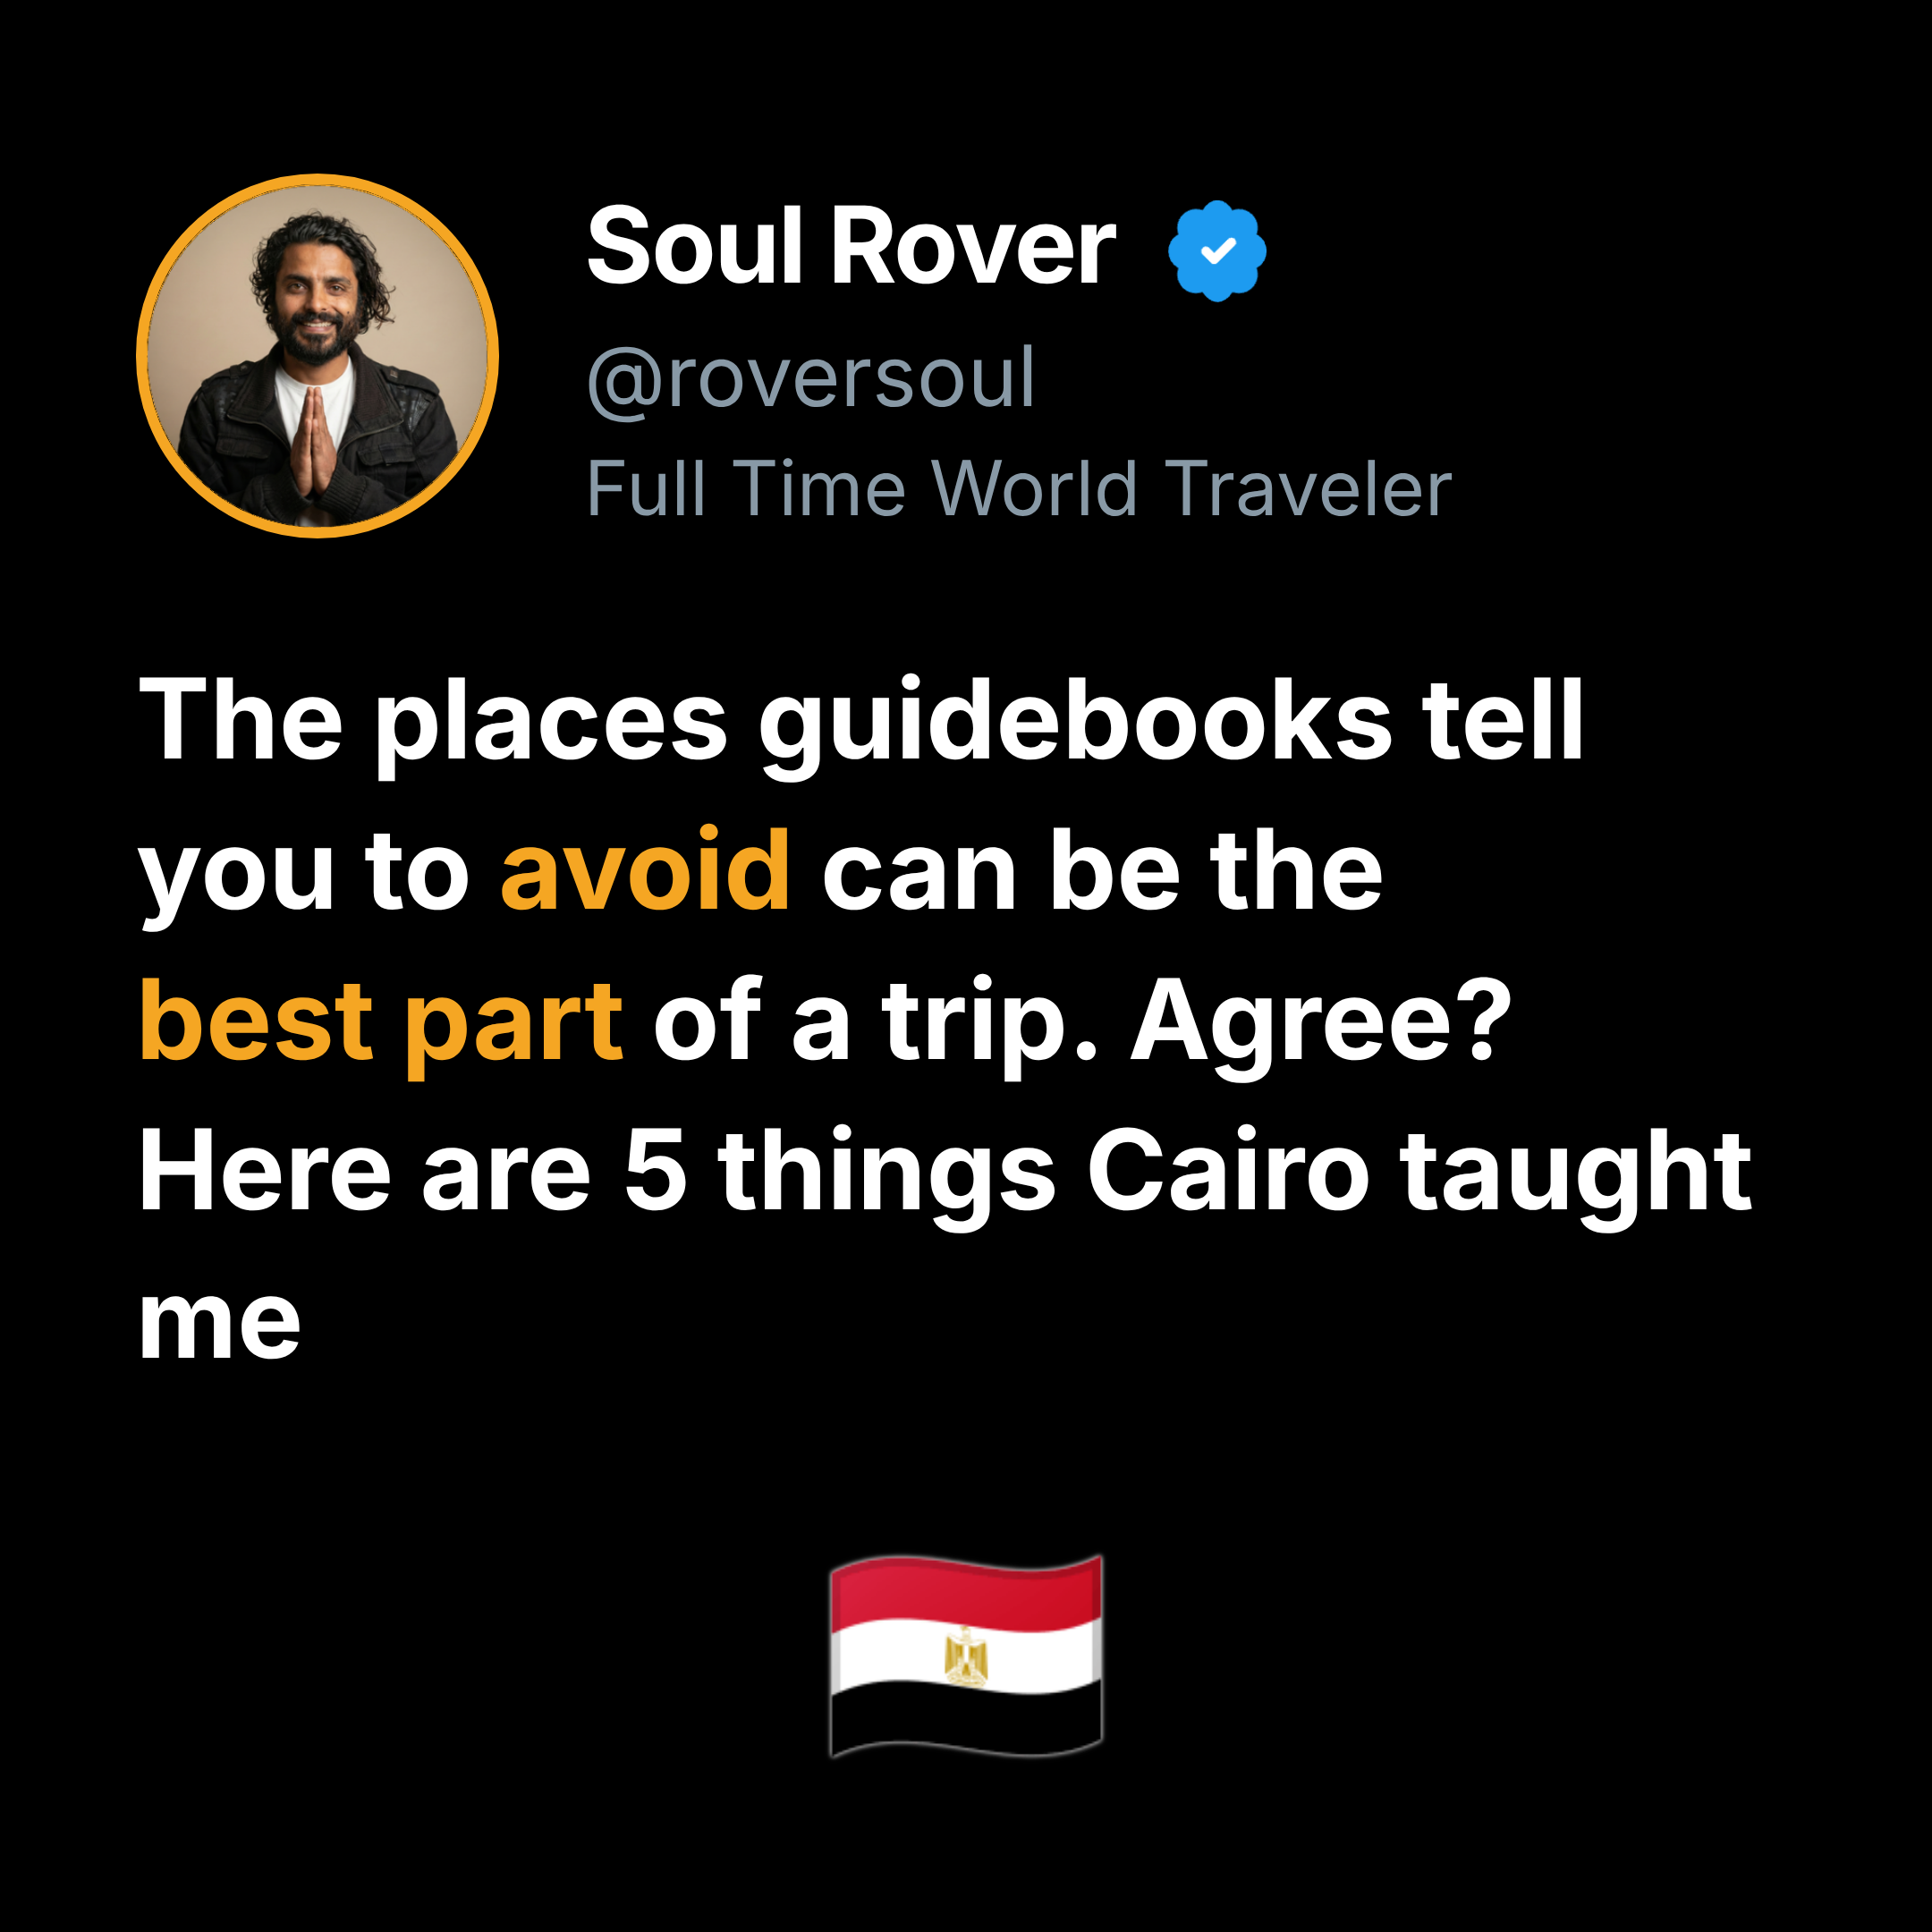 Soul Rover
@roversoul
Full Time World Traveler
The places guidebooks tell
you to avoid can be the
best part of a trip. Agree?
Here are 5 things Cairo taught
me